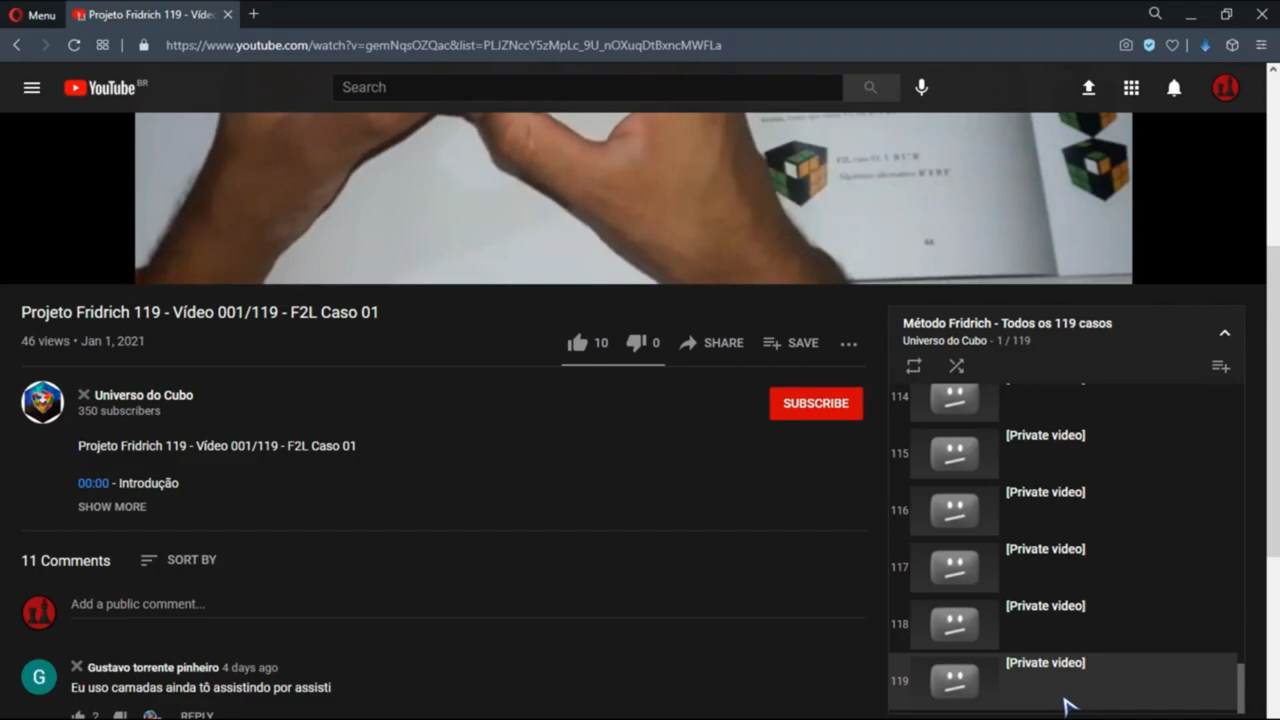 Menu
Projeto Fridrich 119 - Víde
https://www.youtube.com/watch?v=gemNqsOZQac&list=PLJZNccY5zMpLc_9U_nOXuqDtBxncMWFLa
YouTube BR
Search
F2L caso 01: U R U' R'
Algoritmo alternativo: R' F R F'
Projeto Fridrich 119 - Vídeo 001/119 - F2L Caso 01
46 views • Jan 1, 2021
10
0
SHARE
SAVE
Universo do Cubo
350 subscribers
SUBSCRIBE
Projeto Fridrich 119 - Vídeo 001/119 - F2L Caso 01
00:00 - Introdução
SHOW MORE
11 Comments
SORT BY
Add a public comment...
G
Gustavo torrente pinheiro 4 days ago
Eu uso camadas ainda tô assistindo por assisti
2
REPLY
Método Fridrich - Todos os 119 casos
Universo do Cubo - 1 / 119
114
115
[Private video]
116
[Private video]
117
[Private video]
118
[Private video]
119
[Private video]